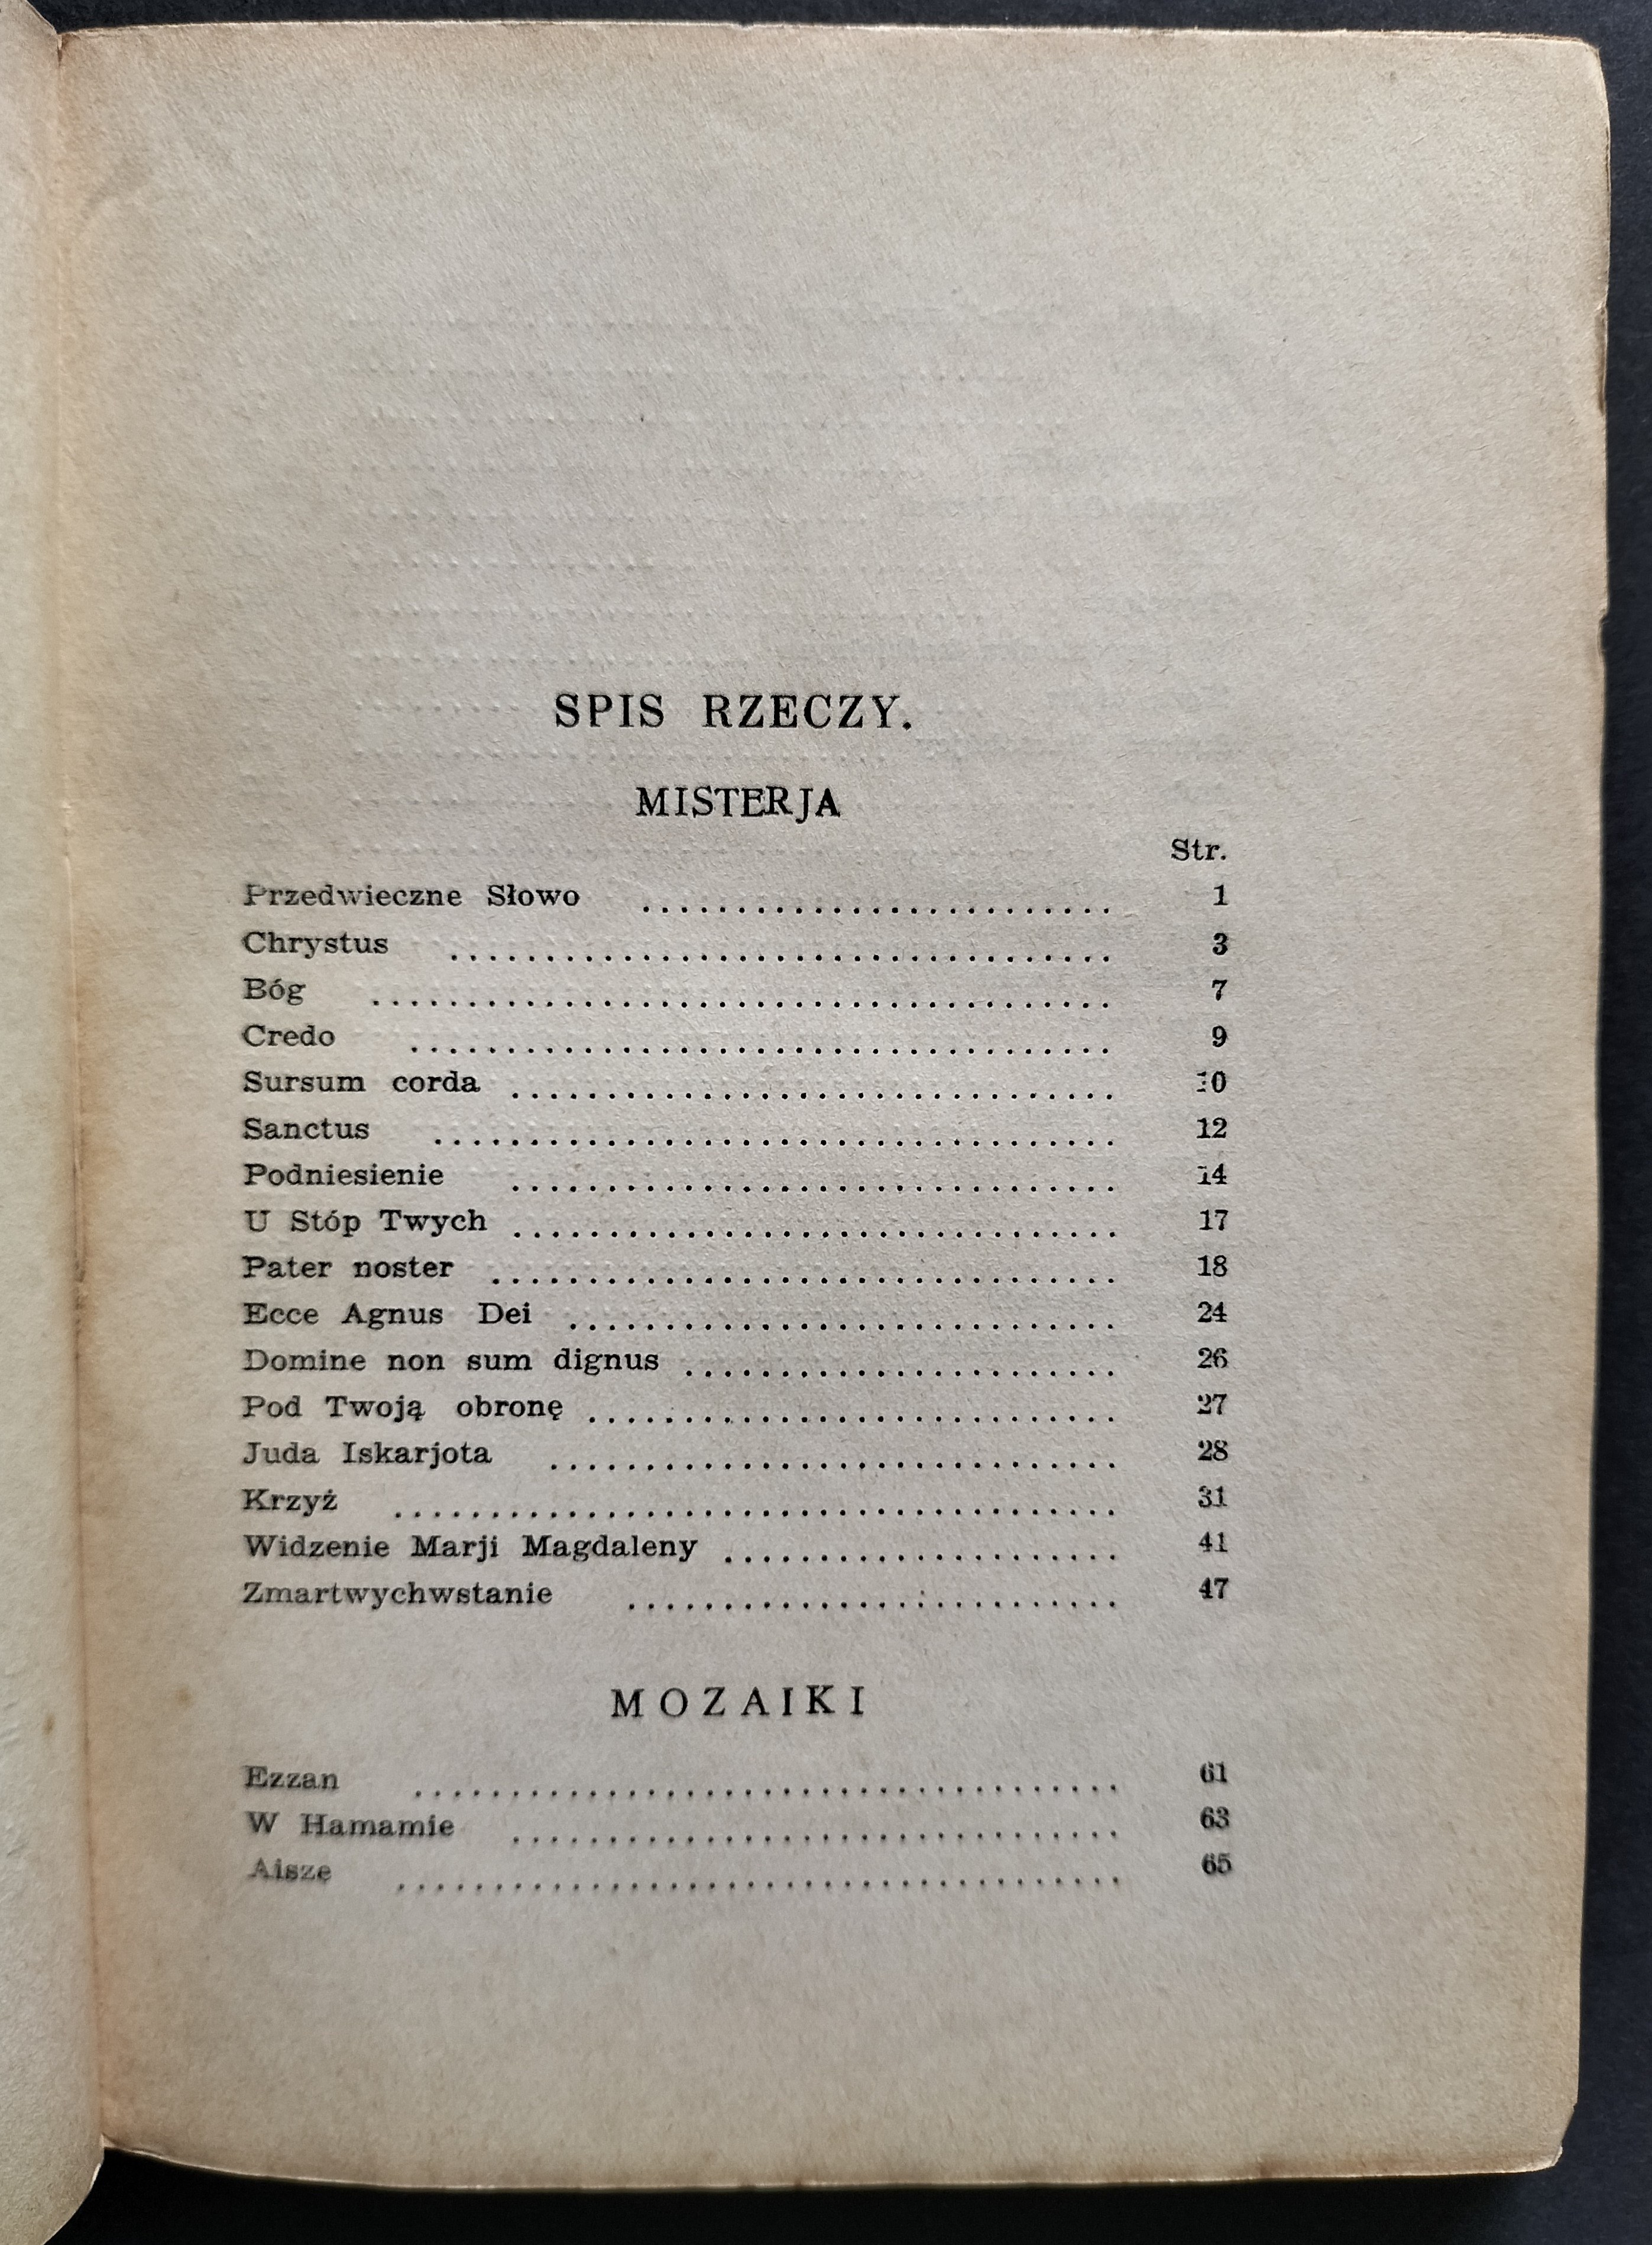 SPIS RZECZY.
MISTERJA
Str.
Przedwieczne Słowo .......................... 1
Chrystus ................................... 3
Bóg ....................................... 7
Credo ..................................... 9
Sursum corda ................................ 10
Sanctus .................................... 12
Podniesienie ................................ 14
U Stóp Twych ................................ 17
Pater noster ................................. 18
Ecce Agnus Dei ............................. 24
Domine non sum dignus ....................... 26
Pod Twoją obronę ............................ 27
Juda Iskarjota .............................. 28
Krzyż ...................................... 31
Widzenie Marji Magdaleny ..................... 41
Zmartwychwstanie .......................... 47
MOZAIKI
Ezzan ..................................... 61
W Hamamie ................................ 63
Aisze ...................................... 65